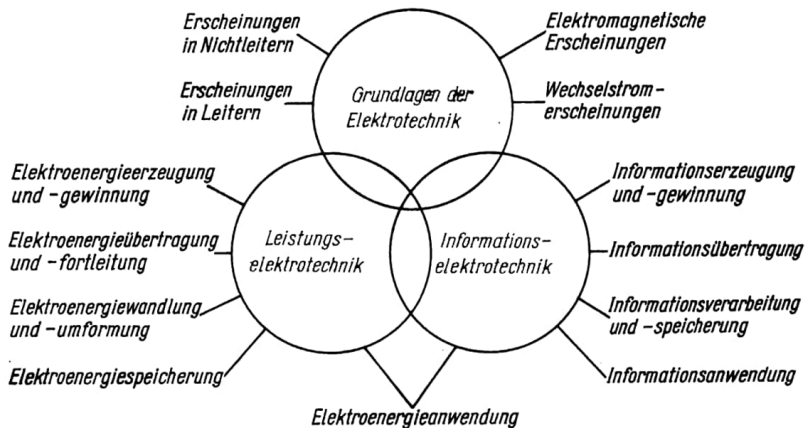 Erscheinungen
in Nichtleitern
Elektromagnetische
Erscheinungen
Erscheinungen
in Leitern
Grundlagen der
Elektrotechnik
Wechselstrom-
erscheinungen
Elektroenergieerzeugung
und -gewinnung
Informationserzeugung
und -gewinnung
Elektroenergieübertragung
und -fortleitung
Leistungs-
elektrotechnik
Informations-
elektrotechnik
Informationsübertragung
Elektroenergiewandlung
und -umformung
Informationsverarbeitung
und -speicherung
Elektroenergiespeicherung
Informationsanwendung
Elektroenergieanwendung